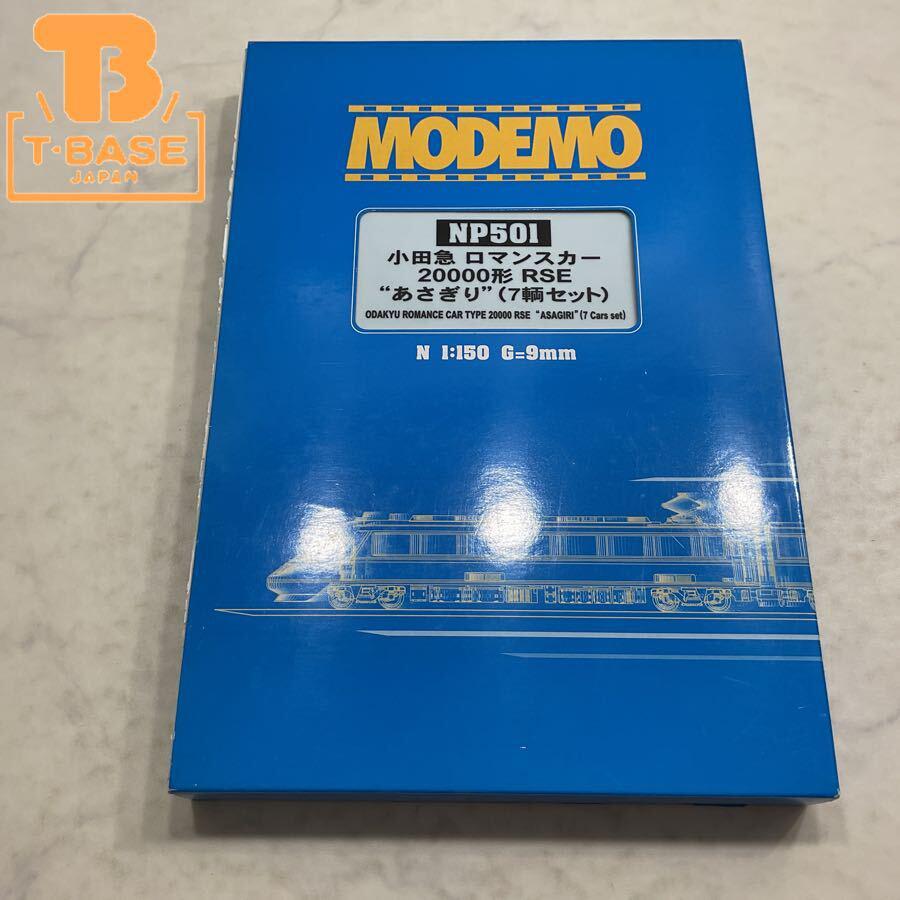 B
T・BASE
JAPAN
MODEMO
NP501
小田急 ロマンスカー
20000形 RSE
“あさぎり”(7輌セット)
ODAKYU ROMANCE CAR TYPE 20000 RSE “ASAGIRI”(7 Cars set)
N 1:150 G=9mm